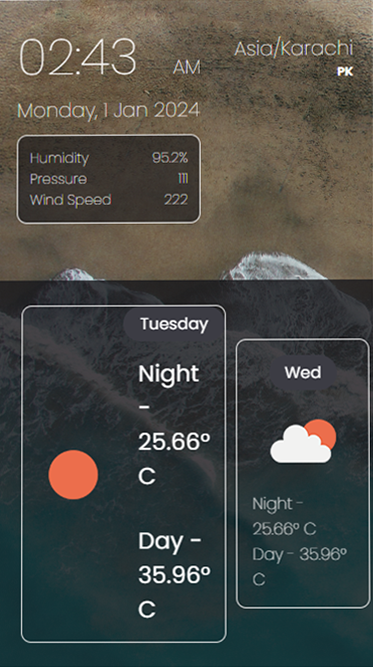 02:43 AM
Asia/Karachi
PK
Monday, 1 Jan 2024
Humidity 95.2%
Pressure 111
Wind Speed 222
Tuesday
Night
-
25.66° C
Day -
35.96°
C
Wed
Night -
25.66° C
Day - 35.96°
C